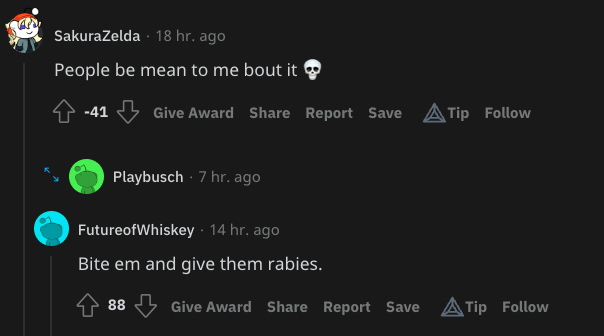 SakuraZelda · 18 hr. ago
People be mean to me bout it 💀
-41 Give Award Share Report Save Tip Follow
Playbusch · 7 hr. ago
FutureofWhiskey · 14 hr. ago
Bite em and give them rabies.
88 Give Award Share Report Save Tip Follow